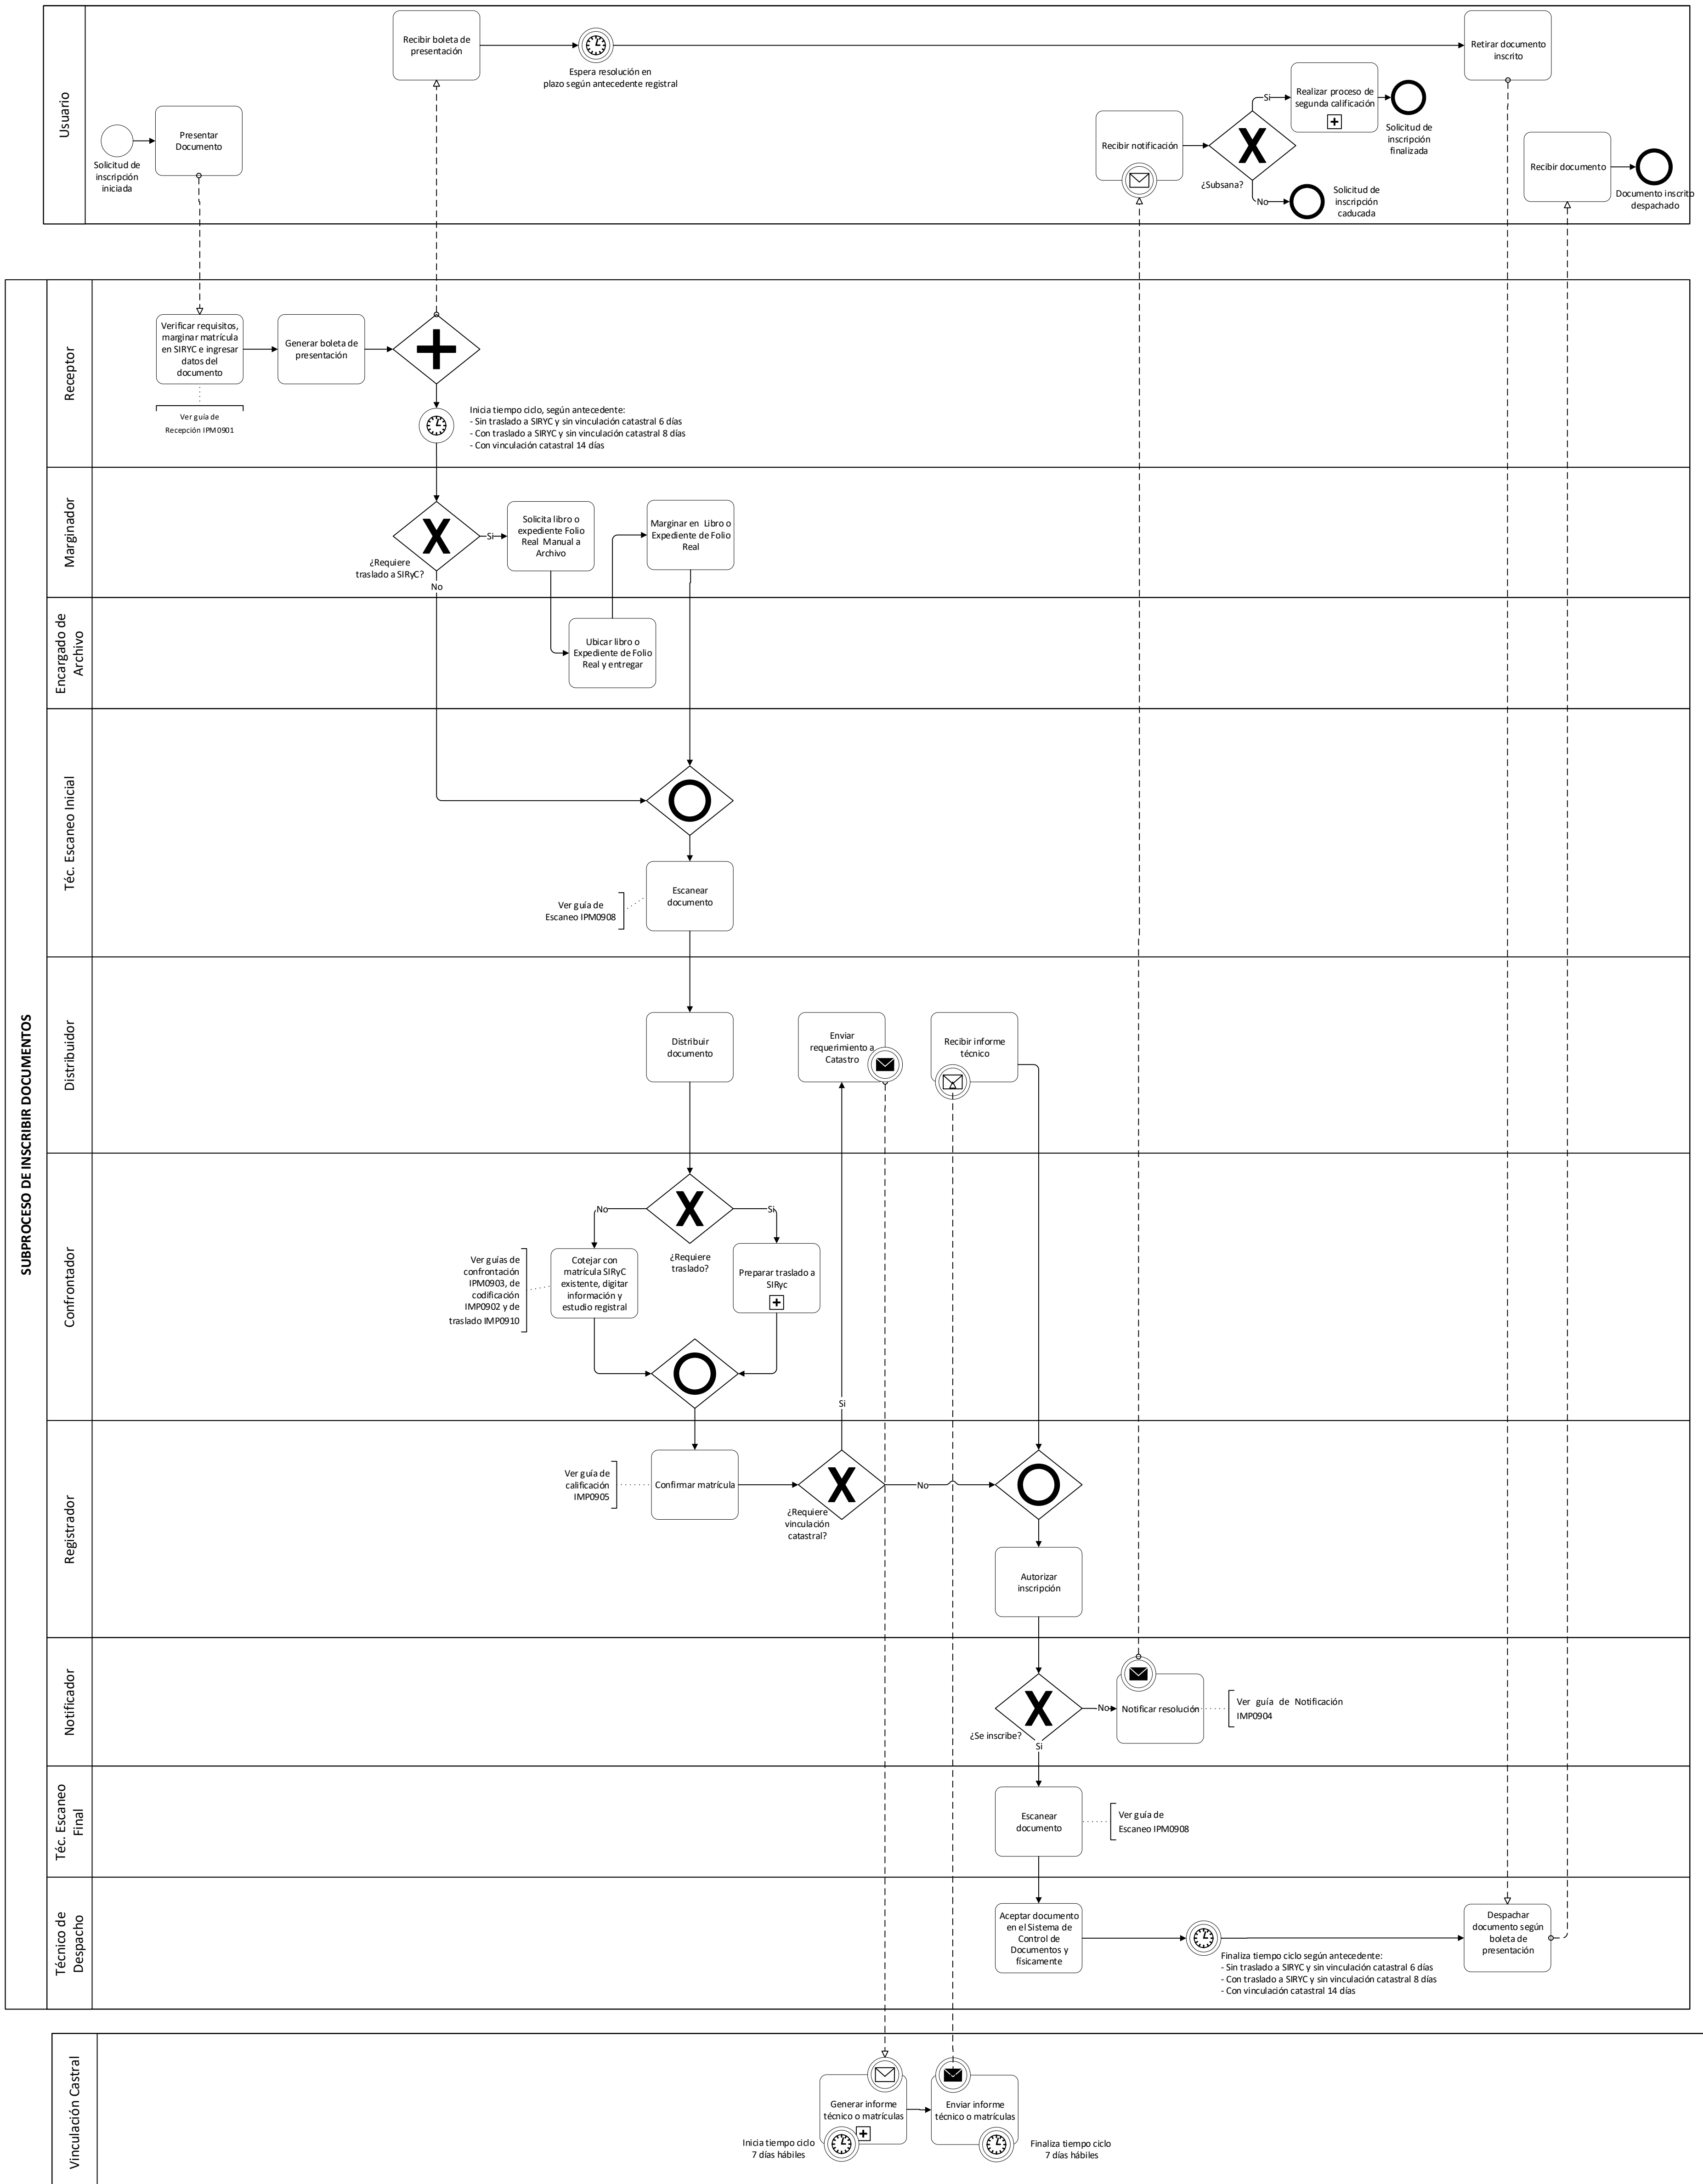 Usuario
Solicitud de
inscripción
iniciada
Presentar
Documento
Recibir boleta de
presentación
Espera resolución en
plazo según antecedente registral
Recibir notificación
¿Subsana?
Si
No
Realizar proceso de
segunda calificación
Solicitud de
inscripción
finalizada
Solicitud de
inscripción
caducada
Retirar documento
inscrito
Recibir documento
Documento inscrito
despachado
SUBPROCESO DE INSCRIBIR DOCUMENTOS
Receptor
Verificar requisitos,
marginar matrícula
en SIRYC e ingresar
datos del
documento
Ver guía de
Recepción IPM0901
Generar boleta de
presentación
Inicia tiempo ciclo, según antecedente:
- Sin traslado a SIRYC y sin vinculación catastral 6 días
- Con traslado a SIRYC y sin vinculación catastral 8 días
- Con vinculación catastral 14 días
Marginador
¿Requiere
traslado a SIRyC?
Si
No
Solicita libro o
expediente Folio
Real Manual a
Archivo
Marginar en Libro o
Expediente de Folio
Real
Encargado de
Archivo
Ubicar libro o
Expediente de Folio
Real y entregar
Téc. Escaneo Inicial
Escanear
documento
Ver guía de
Escaneo IPM0908
Distribuidor
Distribuir
documento
Enviar
requerimiento a
Catastro
Recibir informe
técnico
Confrontador
No
Si
¿Requiere
traslado?
Ver guías de
confrontación
IPM0903, de
codificación
IMP0902 y de
traslado IMP0910
Cotejar con
matrícula SIRyC
existente, digitar
información y
estudio registral
Preparar traslado a
SIRyc
Si
Registrador
Ver guía de
calificación
IMP0905
Confirmar matrícula
¿Requiere
vinculación
catastral?
No
Autorizar
inscripción
Notificador
¿Se inscribe?
No
Si
Notificar resolución
Ver guía de Notificación
IMP0904
Téc. Escaneo
Final
Escanear
documento
Ver guía de
Escaneo IPM0908
Técnico de
Despacho
Aceptar documento
en el Sistema de
Control de
Documentos y
físicamente
Finaliza tiempo ciclo según antecedente:
- Sin traslado a SIRYC y sin vinculación catastral 6 días
- Con traslado a SIRYC y sin vinculación catastral 8 días
- Con vinculación catastral 14 días
Despachar
documento según
boleta de
presentación
Vinculación Castral
Generar informe
técnico o matrículas
Inicia tiempo ciclo
7 días hábiles
Enviar informe
técnico o matrículas
Finaliza tiempo ciclo
7 días hábiles